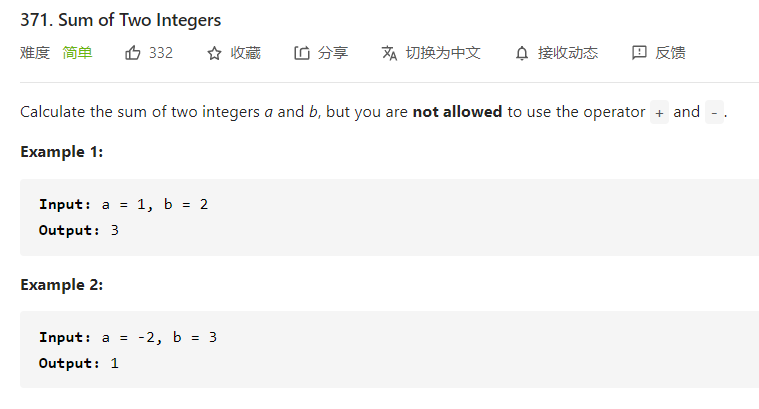 371. Sum of Two Integers
难度 简单 332 收藏 分享 切换为中文 接收动态 反馈
Calculate the sum of two integers a and b, but you are not allowed to use the operator + and - .
Example 1:
Input: a = 1, b = 2
Output: 3
Example 2:
Input: a = -2, b = 3
Output: 1